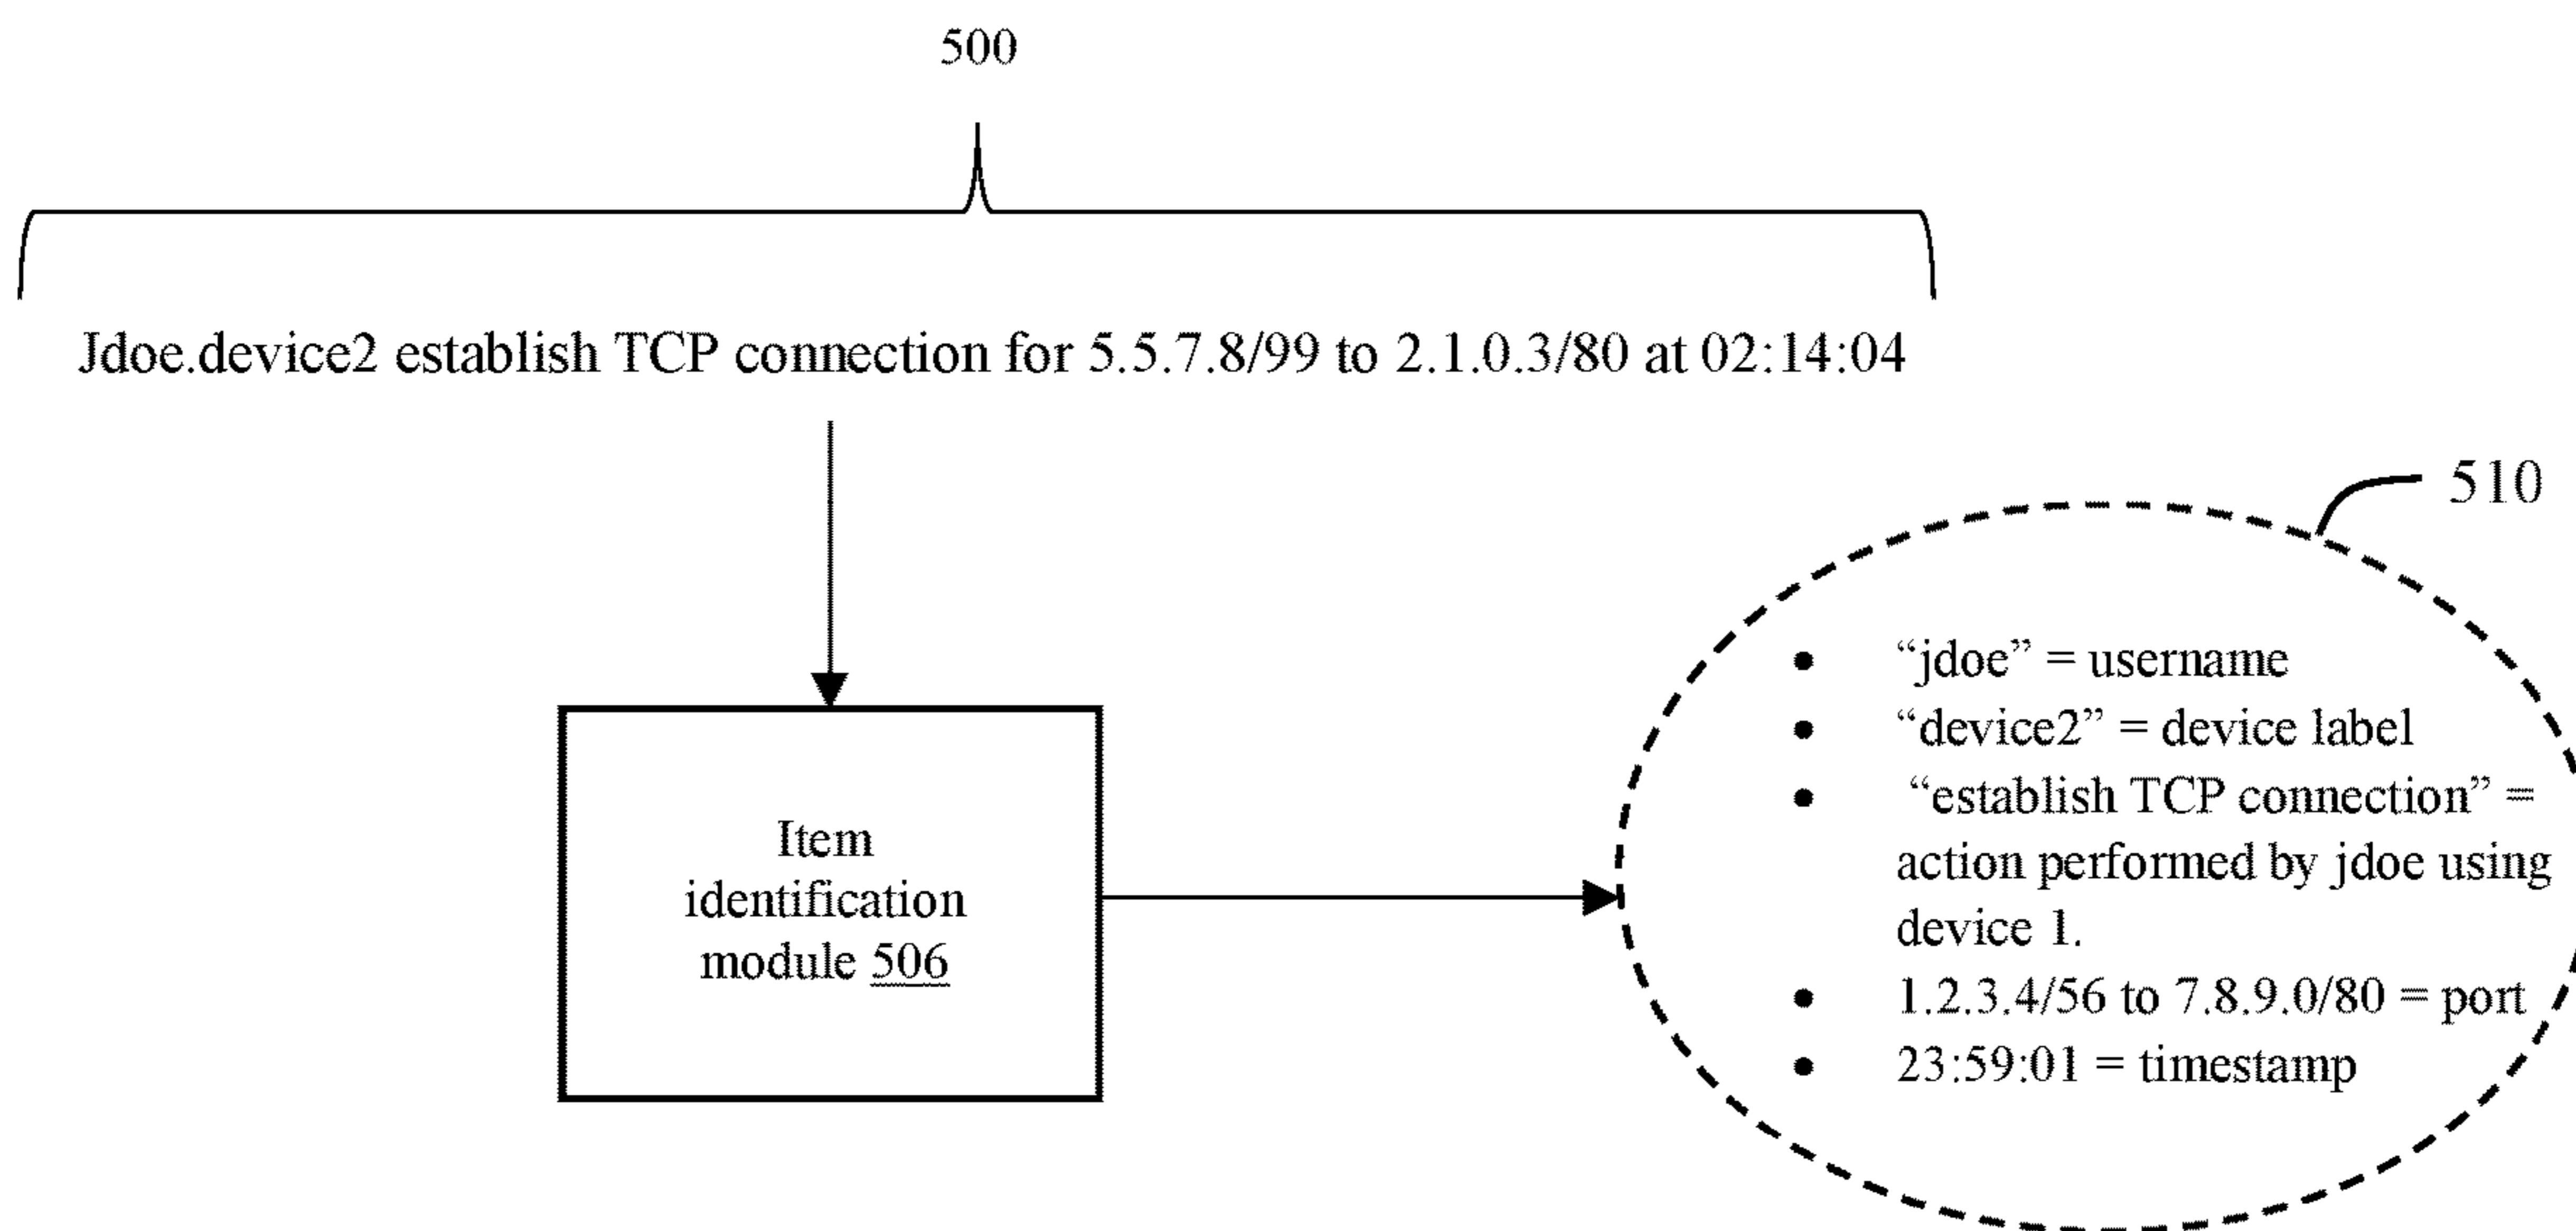 500
Jdoe.device2 establish TCP connection for 5.5.7.8/99 to 2.1.0.3/80 at 02:14:04
510
Item
identification
module 506
• “jdoe” = username
• “device2” = device label
• “establish TCP connection” =
action performed by jdoe using
device 1.
• 1.2.3.4/56 to 7.8.9.0/80 = port
• 23:59:01 = timestamp